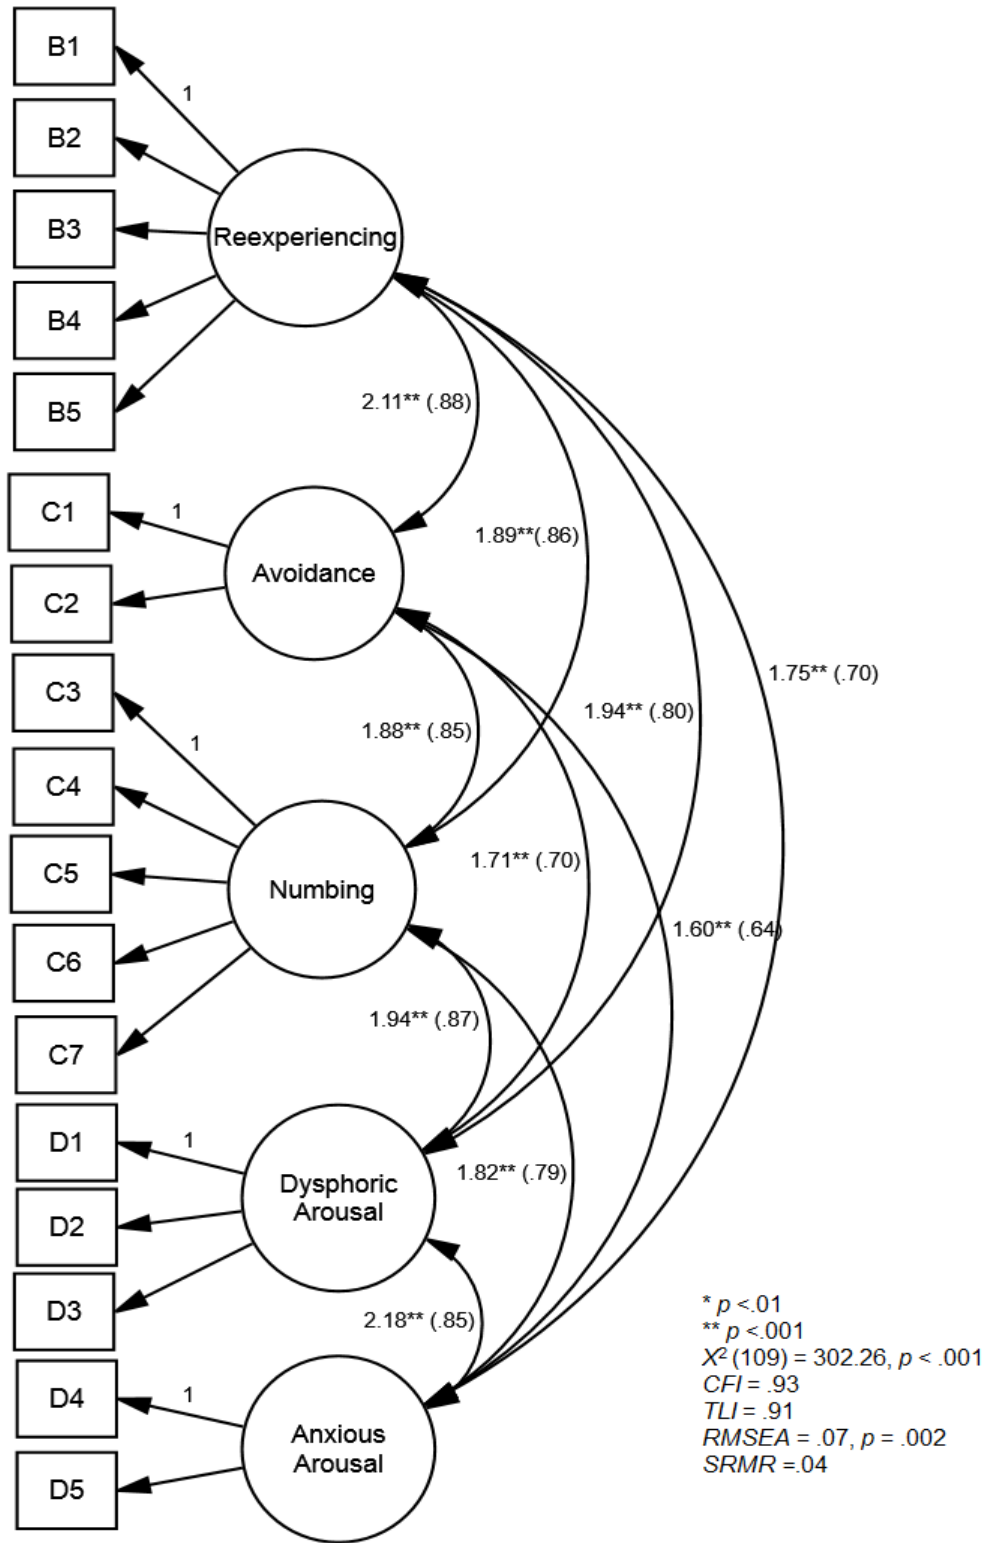 B1
1
B2
B3
Reexperiencing
B4
B5
2.11** (.88)
C1
1
1.89**(.86)
Avoidance
C2
C3
1.75** (.70)
1.94** (.80)
1.88** (.85)
1
C4
1.71** (.70)
C5
Numbing
1.60** (.64)
C6
1.94** (.87)
C7
D1
1
1.82** (.79)
Dysphoric
Arousal
D2
D3
2.18** (.85)
* p <.01
** p <.001
X² (109) = 302.26, p < .001
CFI = .93
TLI = .91
RMSEA = .07, p = .002
SRMR =.04
D4
1
Anxious
Arousal
D5